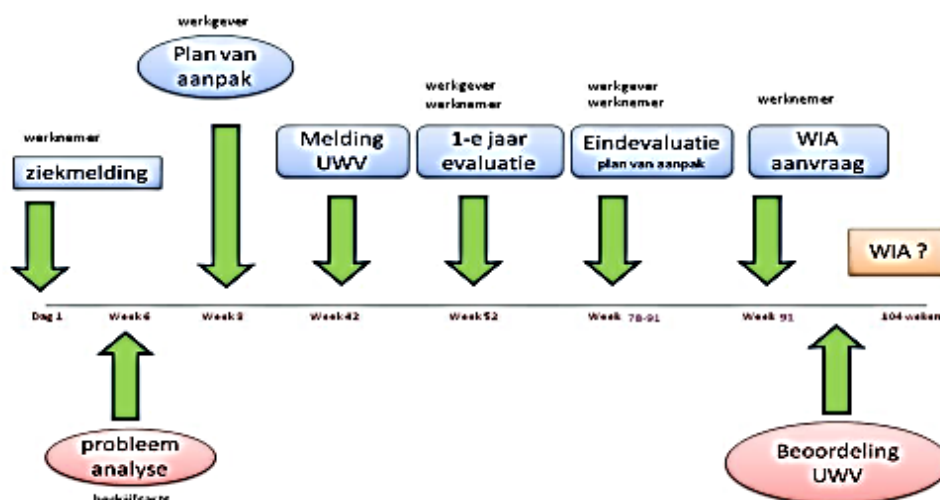 werkgever
Plan van
aanpak
werknemer
ziekmelding
Melding
UWV
werkgever
werknemer
1-e jaar
evaluatie
werkgever
werknemer
Eindevaluatie
plan van aanpak
werknemer
WIA
aanvraag
WIA ?
Dag 1
Week 6
Week 8
Week 42
Week 52
Week 78-91
Week 91
104 weken
probleem
analyse
bedrijfsarts
Beoordeling
UWV